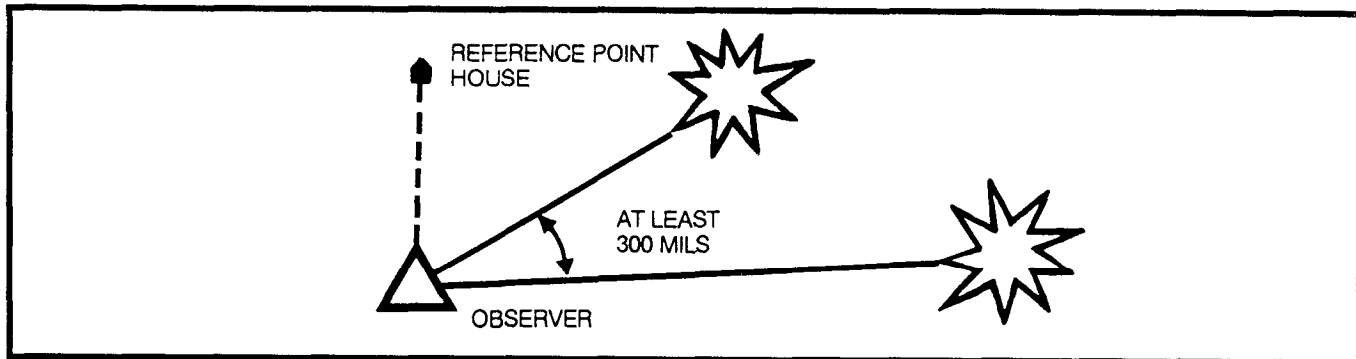 REFERENCE POINT
HOUSE
AT LEAST
300 MILS
OBSERVER